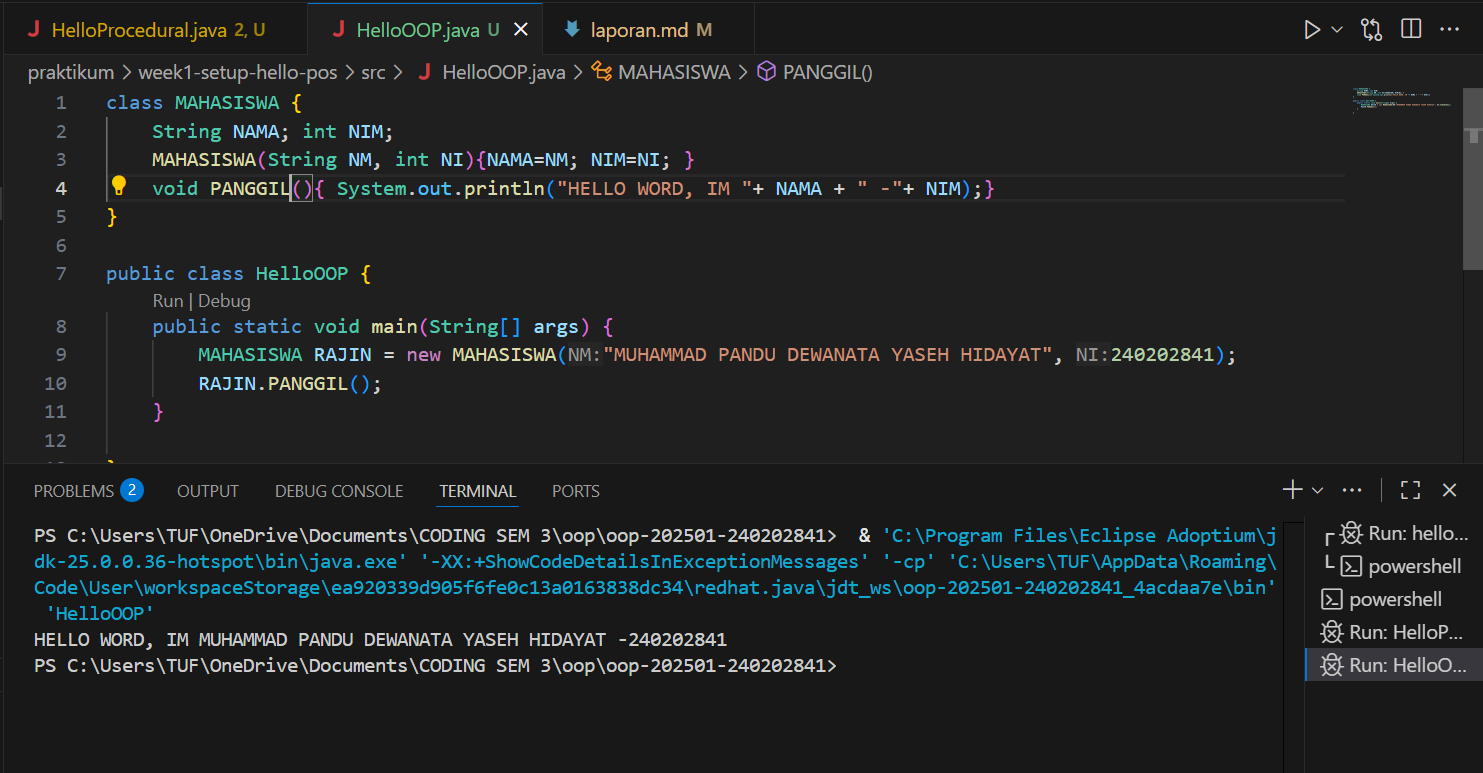 HelloProcedural.java 2, U
HelloOOP.java U
laporan.md M
praktikum > week1-setup-hello-pos > src > J HelloOOP.java > MAHASISWA > PANGGIL()
1 class MAHASISWA {
2 String NAMA; int NIM;
3 MAHASISWA(String NM, int NI){NAMA=NM; NIM=NI; }
4 void PANGGIL(){ System.out.println("HELLO WORD, IM "+ NAMA + " -"+ NIM);}
5 }
6
7 public class HelloOOP {
Run | Debug
8 public static void main(String[] args) {
9 MAHASISWA RAJIN = new MAHASISWA(NM:"MUHAMMAD PANDU DEWANATA YASEH HIDAYAT", NI:240202841);
10 RAJIN.PANGGIL();
11 }
12
PROBLEMS 2 OUTPUT DEBUG CONSOLE TERMINAL PORTS
PS C:\Users\TUF\OneDrive\Documents\CODING SEM 3\oop\oop-202501-240202841> & 'C:\Program Files\Eclipse Adoptium\j
dk-25.0.0.36-hotspot\bin\java.exe' '-XX:+ShowCodeDetailsInExceptionMessages' '-cp' 'C:\Users\TUF\AppData\Roaming\
Code\User\workspaceStorage\ea920339d905f6fe0c13a0163838dc34\redhat.java\jdt_ws\oop-202501-240202841_4acdaa7e\bin'
'HelloOOP'
HELLO WORD, IM MUHAMMAD PANDU DEWANATA YASEH HIDAYAT -240202841
PS C:\Users\TUF\OneDrive\Documents\CODING SEM 3\oop\oop-202501-240202841>
Run: hello...
powershell
powershell
Run: HelloP...
Run: HelloO...